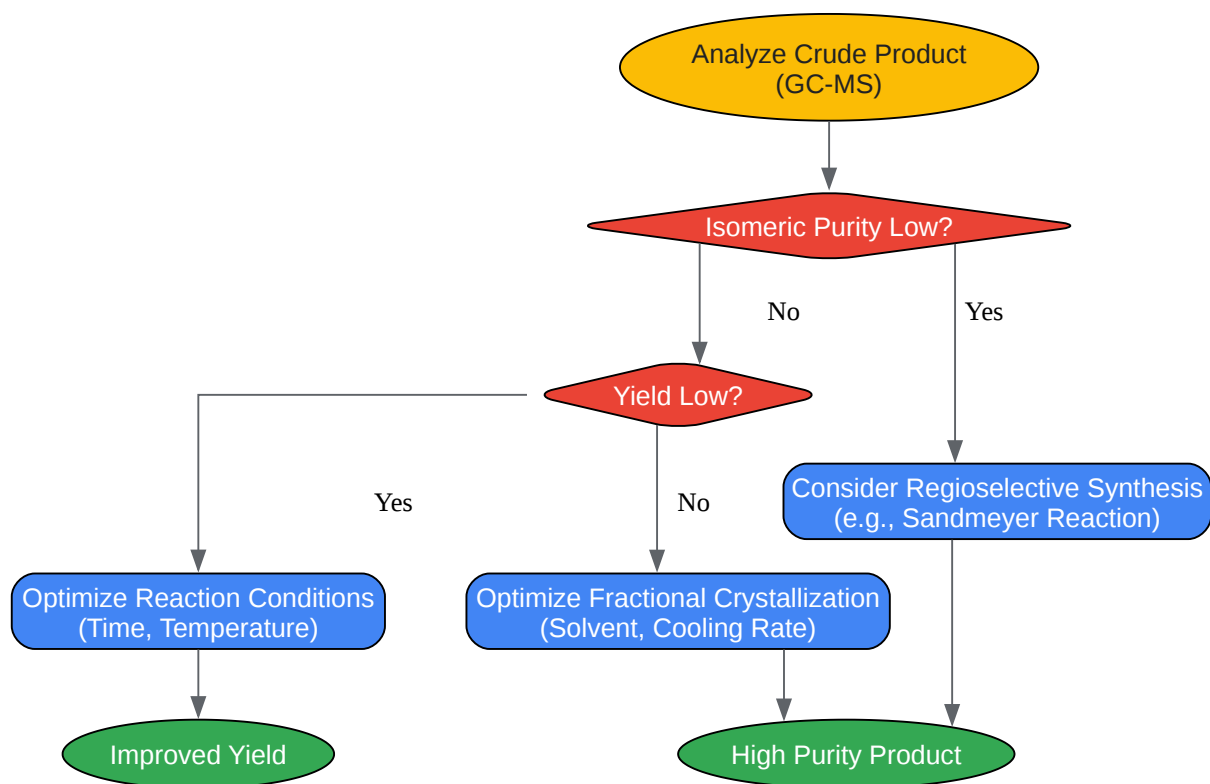 Analyze Crude Product
(GC-MS)
Isomeric Purity Low?
No
Yes
Yield Low?
Consider Regioselective Synthesis
(e.g., Sandmeyer Reaction)
Yes
No
Optimize Reaction Conditions
(Time, Temperature)
Optimize Fractional Crystallization
(Solvent, Cooling Rate)
Improved Yield
High Purity Product